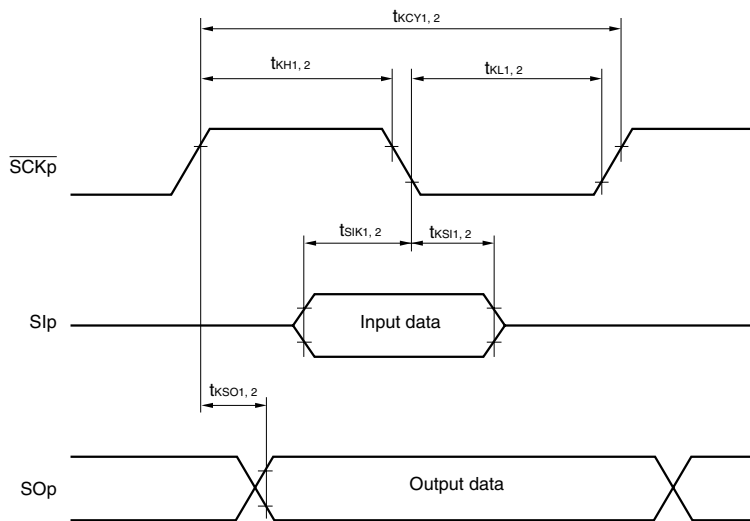 tKCY1, 2
tKH1, 2
tKL1, 2
SCKp
tSIK1, 2
tKSI1, 2
SIp
Input data
tKSO1, 2
SOp
Output data